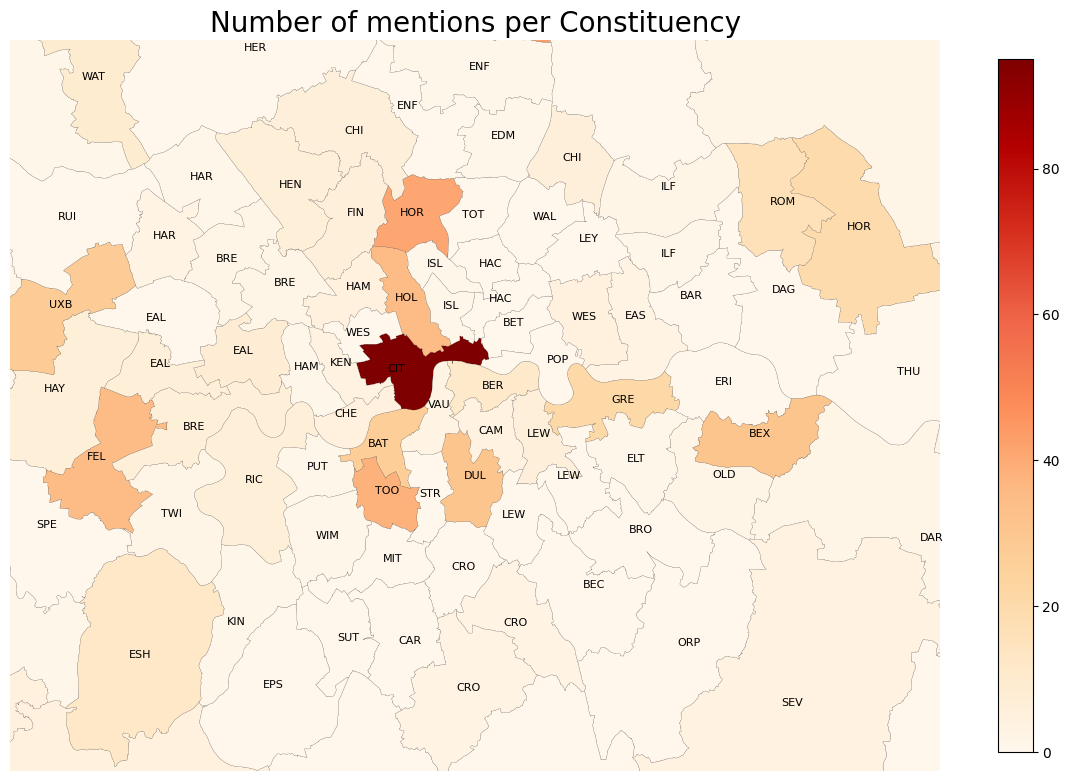 Number of mentions per Constituency
HER
WAT
ENF
ENF
CHI
EDM
CHI
HAR
HEN
ILF
ROM
RUI
FIN
HOR
TOT
WAL
HOR
HAR
LEY
BRE
ISL
HAC
ILF
BRE
HAM
DAG
UXB
HOL
HAC
BAR
ISL
EAL
WES
EAS
BET
WES
EAL
EAL
KEN
POP
HAM
CIT
THU
ERI
HAY
BER
GRE
VAU
CHE
BRE
CAM
LEW
BEX
BAT
FEL
ELT
PUT
DUL
LEW
OLD
RIC
TOO
STR
TWI
LEW
SPE
BRO
WIM
DAR
MIT
CRO
BEC
KIN
CRO
SUT
CAR
ORP
ESH
EPS
CRO
SEV
80
60
40
20
0